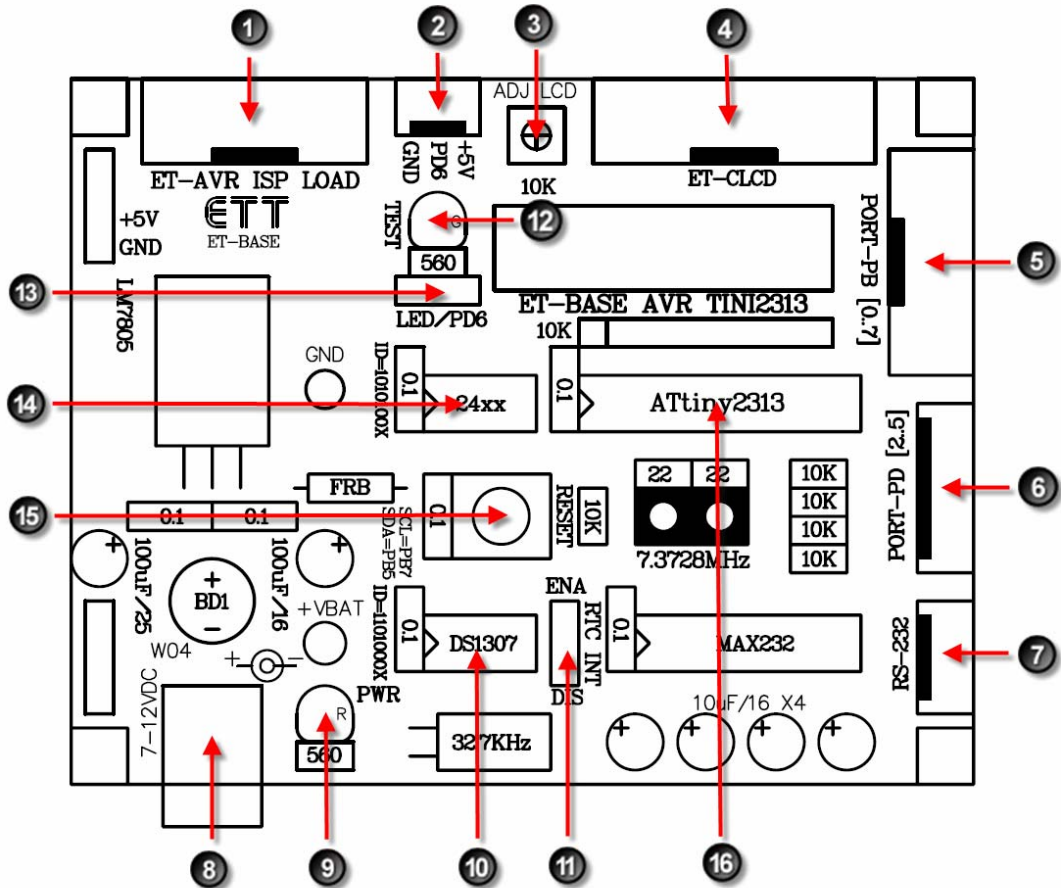 1
2
3
4
ADJ LCD
ET-AVR ISP LOAD
GND
PD6
+5V
ET-CLCD
ETT
ET-BASE
+5V
GND
TEST
G
12
10K
PORT-PB [0..7]
5
560
13
LED/PD6
ET-BASE AVR TINI2313
LM7805
10K
GND
ID=1010100X
0.1
24xx
0.1
ATtiny2313
14
PORT-PD [2..5]
6
FRB
22
22
10K
10K
10K
10K
15
0.1
0.1
SCL=PB7
SDA=PB5
0.1
RESET
10K
7.3728MHz
100uF/25
BD1
W04
100uF/16
+VBAT
ID=1101000X
0.1
DS1307
ENA
RTC INT
DIS
0.1
MAX232
RS-232
7
7-12VDC
PWR
R
560
32.7KHz
10uF/16 X4
8
9
10
11
16